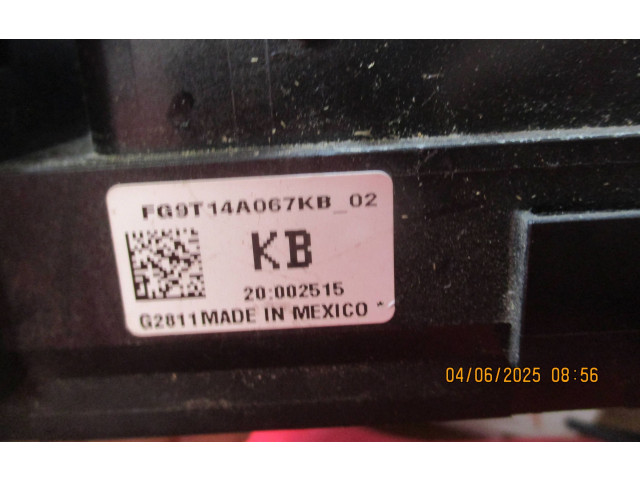 FG9T14A067KB_02
KB
20:002515
G2811MADE IN MEXICO *
04/06/2025 08:56